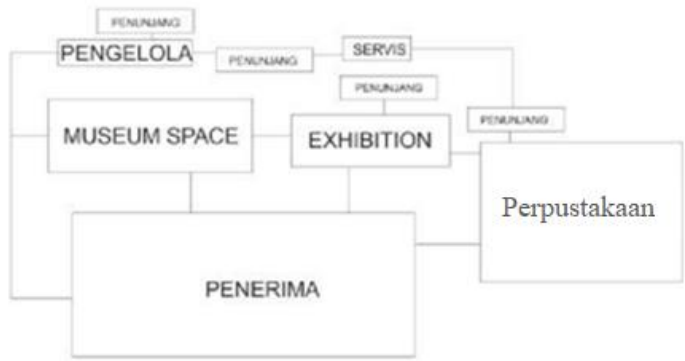 PENUNJANG
PENGELOLA
PENUNJANG
SERVIS
PENUNJANG
MUSEUM SPACE
EXHIBITION
PENUNJANG
Perpustakaan
PENERIMA